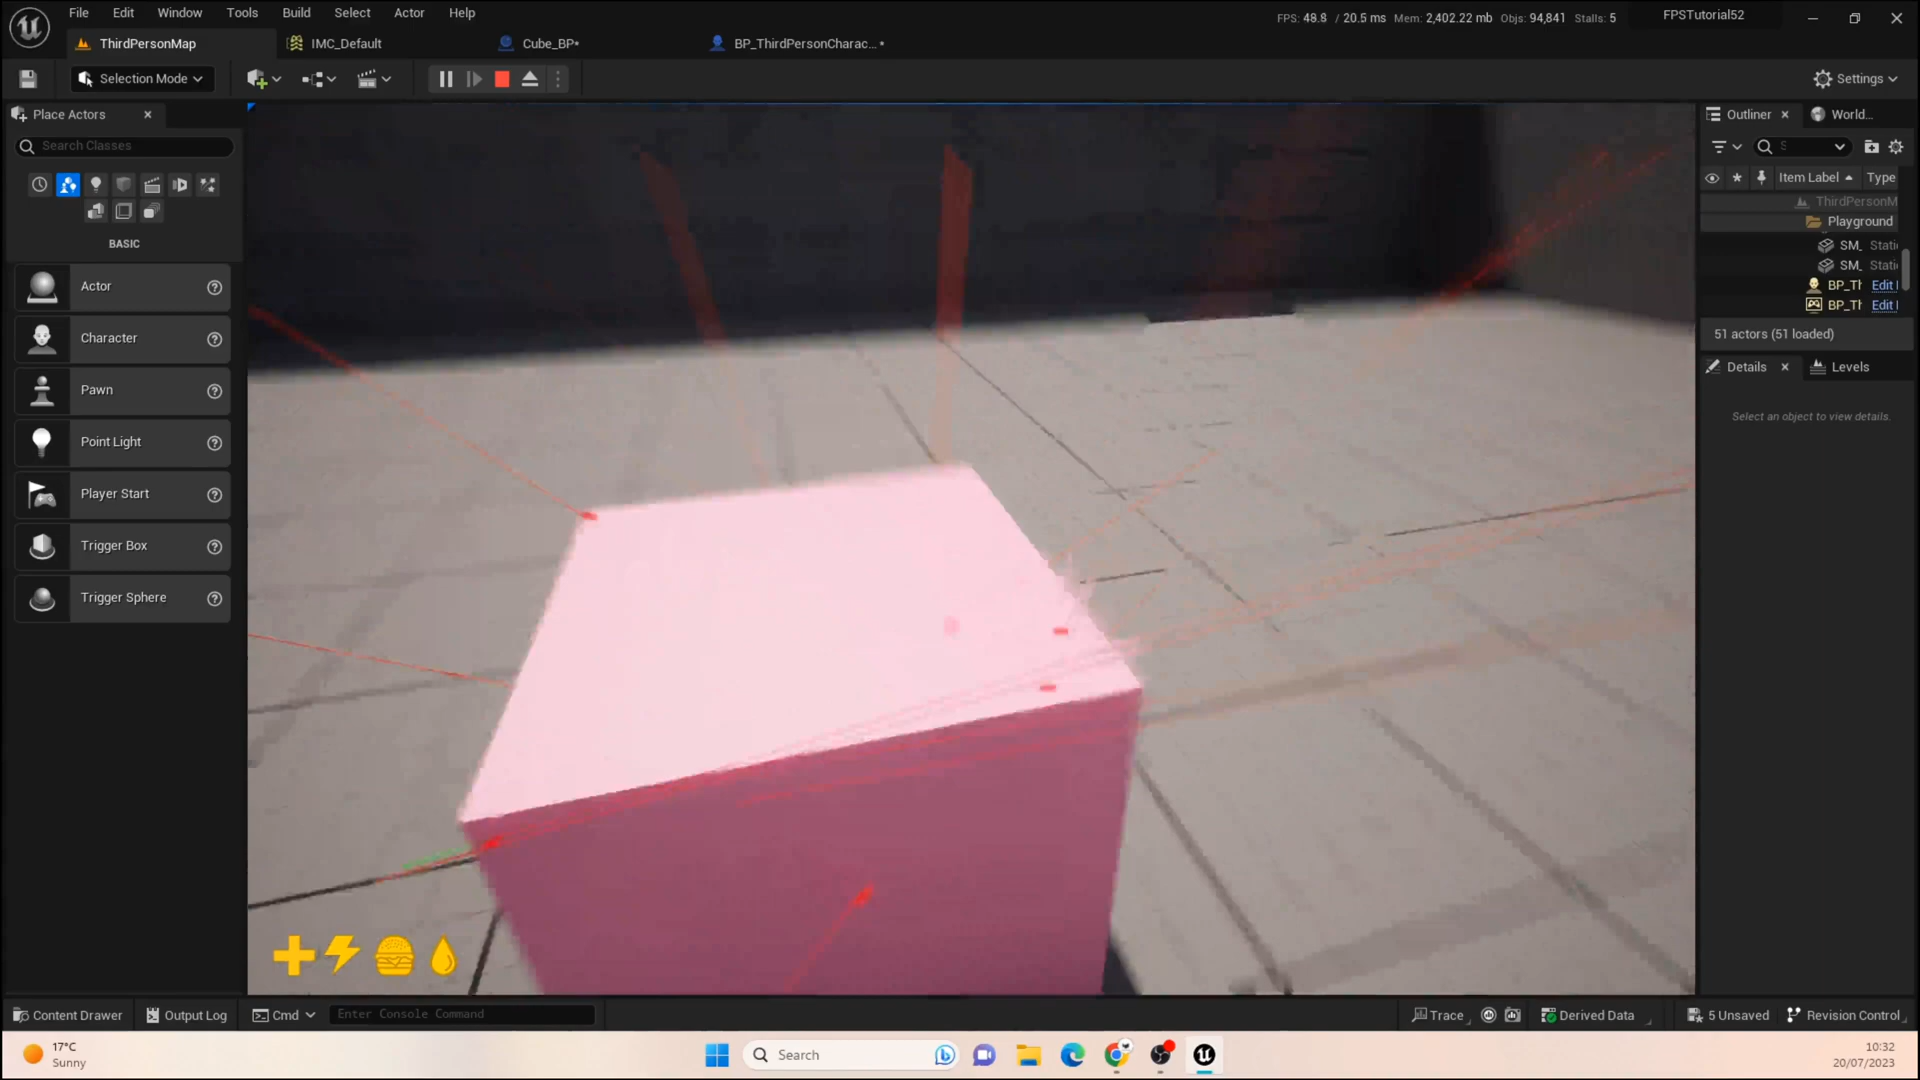 File Edit Window Tools Build Select Actor Help
FPS: 48.8 / 20.5 ms Mem: 2,402.22 mb Objs: 94,841 Stalls: 5
FPSTutorial52
ThirdPersonMap
IMC_Default
Cube_BP*
BP_ThirdPersonCharac... *
Selection Mode
Settings
Place Actors
Search Classes
BASIC
Actor
Character
Pawn
Point Light
Player Start
Trigger Box
Trigger Sphere
Outliner
World...
S
Item Label
Type
ThirdPersonM
Playground
SM_ Stati
SM_ Stati
BP_Th Edit
BP_Th Edit
51 actors (51 loaded)
Details
Levels
Select an object to view details.
Content Drawer
Output Log
Cmd
Enter Console Command
Trace
Derived Data
5 Unsaved
Revision Control
17°C
Sunny
Search
10:32
20/07/2023